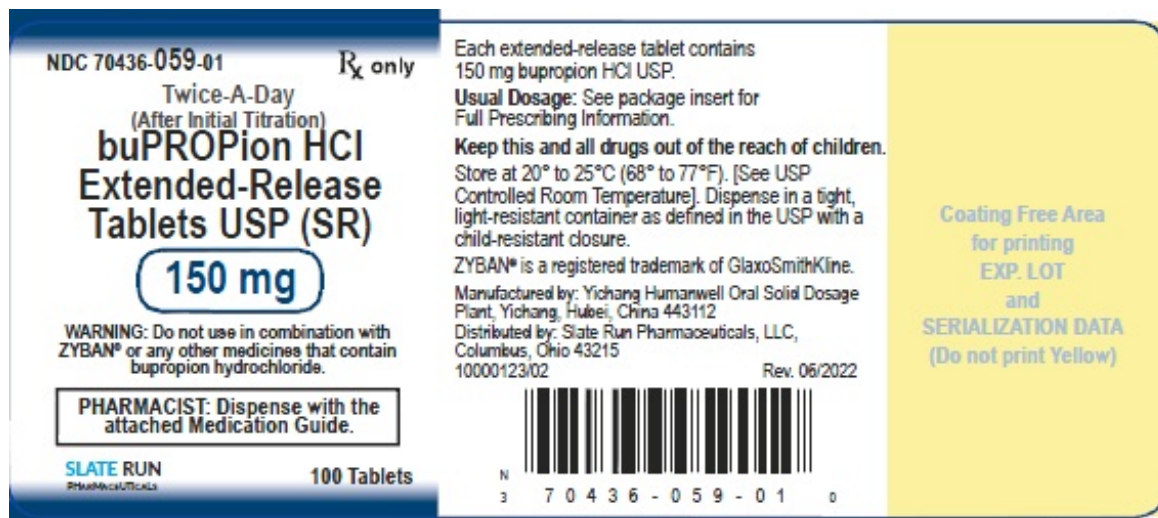 NDC 70436-059-01
Rx only
Twice-A-Day
(After Initial Titration)
buPROPion HCl
Extended-Release
Tablets USP (SR)
150 mg
WARNING: Do not use in combination with
ZYBAN® or any other medicines that contain
bupropion hydrochloride.
PHARMACIST: Dispense with the
attached Medication Guide.
SLATE RUN
PHARMACEUTICALS
100 Tablets
Each extended-release tablet contains
150 mg bupropion HCl USP.
Usual Dosage: See package insert for
Full Prescribing Information.
Keep this and all drugs out of the reach of children.
Store at 20° to 25°C (68° to 77°F). [See USP
Controlled Room Temperature]. Dispense in a tight,
light-resistant container as defined in the USP with a
child-resistant closure.
ZYBAN® is a registered trademark of GlaxoSmithKline.
Manufactured by: Yichang Humanwell Oral Solid Dosage
Plant, Yichang, Hubei, China 443112
Distributed by: Slate Run Pharmaceuticals, LLC,
Columbus, Ohio 43215
10000123/02 Rev. 06/2022
N
3 70436-059-01 0
Coating Free Area
for printing
EXP. LOT
and
SERIALIZATION DATA
(Do not print Yellow)